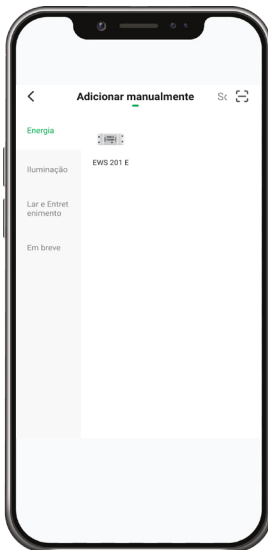 Adicionar manualmente Sc
Energia
EWS 201 E
Iluminação
Lar e Entret
enimento
Em breve